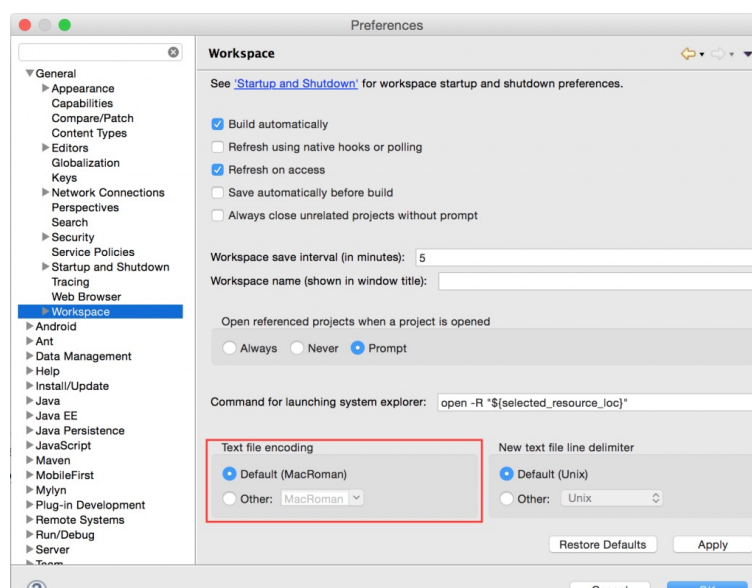 Preferences
Workspace
General
Appearance
Capabilities
Compare/Patch
Content Types
Editors
Globalization
Keys
Network Connections
Perspectives
Search
Security
Service Policies
Startup and Shutdown
Tracing
Web Browser
Workspace
Android
Ant
Data Management
Help
Install/Update
Java
Java EE
Java Persistence
JavaScript
Maven
MobileFirst
Mylyn
Plug-in Development
Remote Systems
Run/Debug
Server
Team
See 'Startup and Shutdown' for workspace startup and shutdown preferences.
Build automatically
Refresh using native hooks or polling
Refresh on access
Save automatically before build
Always close unrelated projects without prompt
Workspace save interval (in minutes): 5
Workspace name (shown in window title):
Open referenced projects when a project is opened
Always Never Prompt
Command for launching system explorer: open -R "${selected_resource_loc}"
Text file encoding
Default (MacRoman)
Other: MacRoman
New text file line delimiter
Default (Unix)
Other: Unix
Restore Defaults Apply
Cancel OK